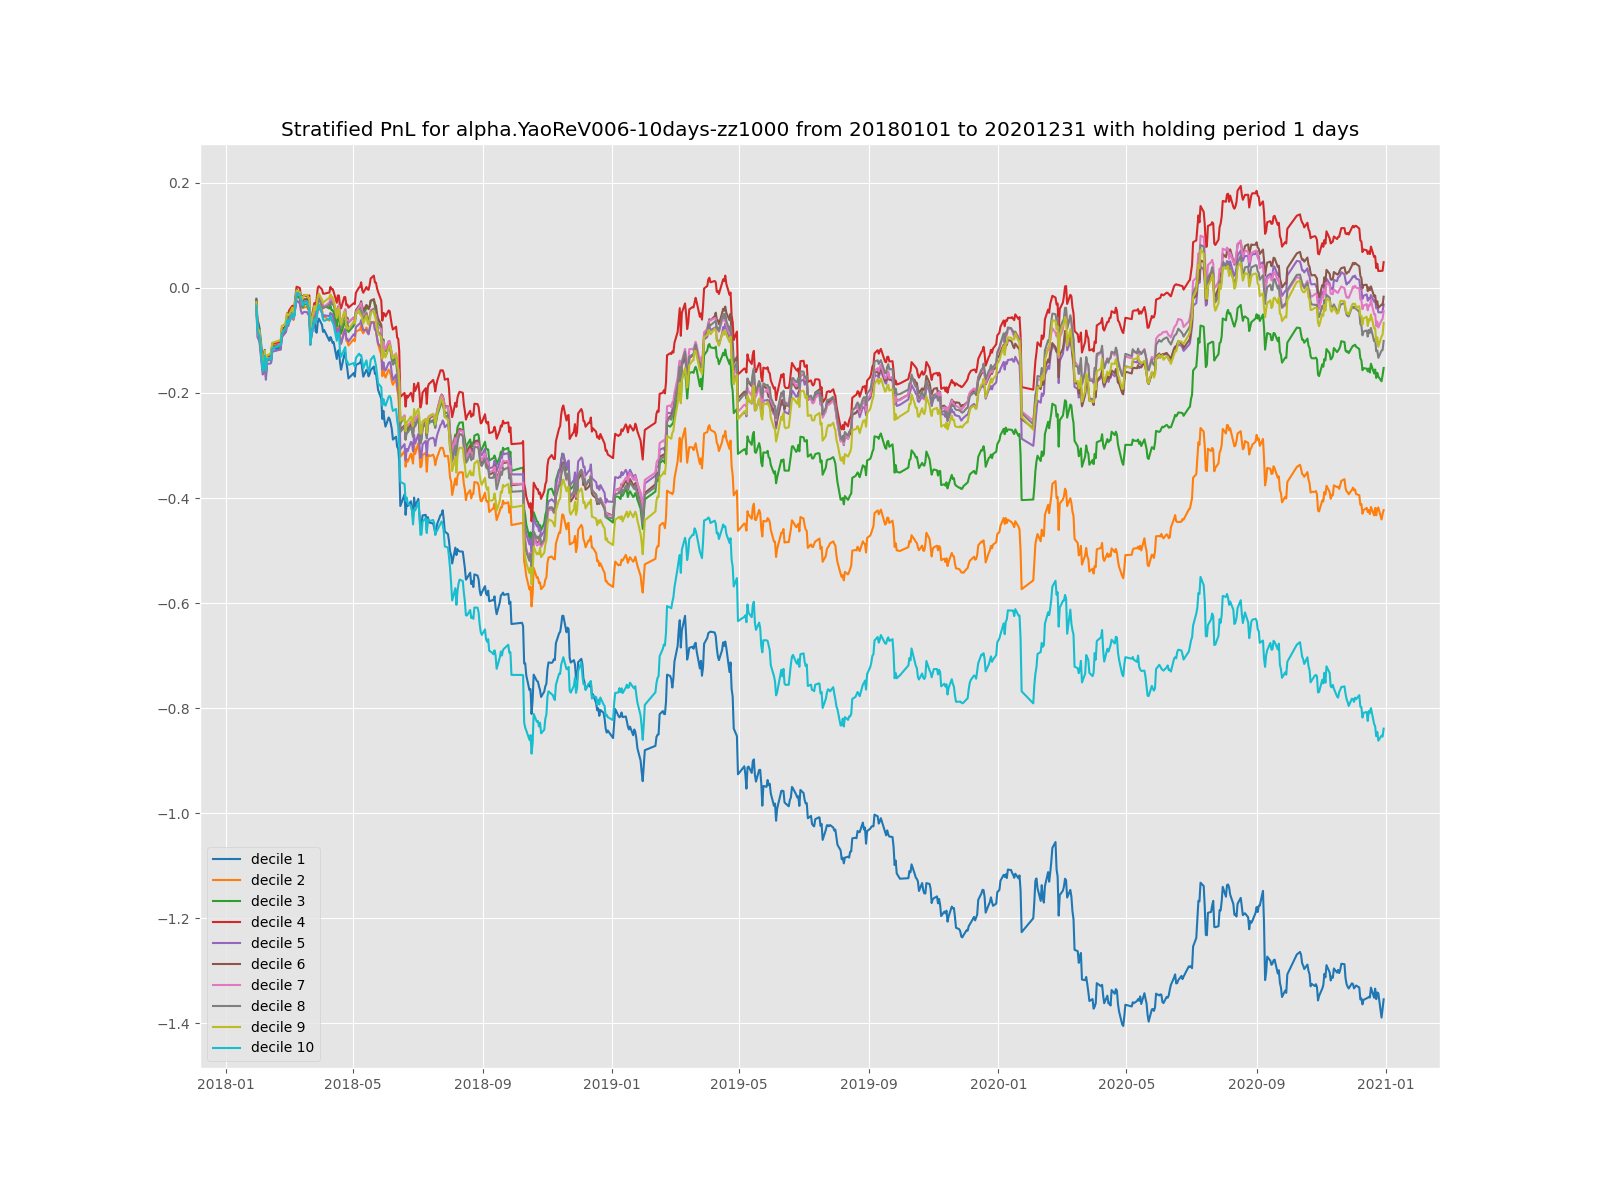 Stratified PnL for alpha.YaoReV006-10days-zz1000 from 20180101 to 20201231 with holding period 1 days
0.2
0.0
−0.2
−0.4
−0.6
−0.8
−1.0
−1.2
−1.4
decile 1
decile 2
decile 3
decile 4
decile 5
decile 6
decile 7
decile 8
decile 9
decile 10
2018-01 2018-05 2018-09 2019-01 2019-05 2019-09 2020-01 2020-05 2020-09 2021-01